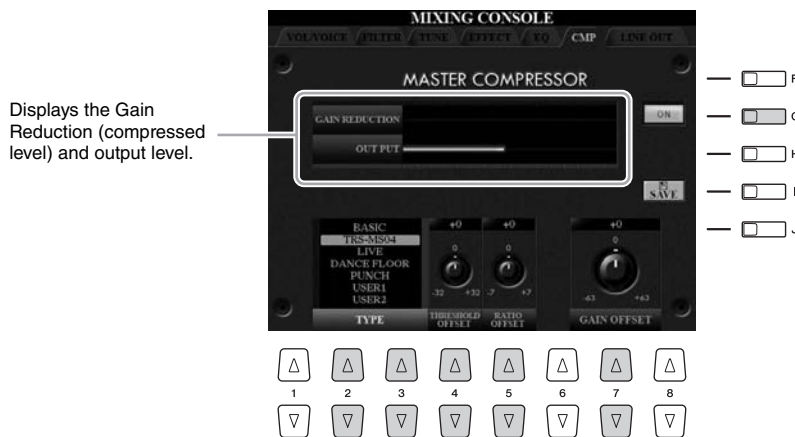 MIXING CONSOLE
VOL/VOICE FILTER TUNE EFFECT EQ CMP LINE OUT
MASTER COMPRESSOR
Displays the Gain
Reduction (compressed
level) and output level.
GAIN REDUCTION
OUTPUT
ON
SAVE
F
G
H
I
J
BASIC
TRS-MS04
LIVE
DANCE FLOOR
PUNCH
USER1
USER2
TYPE
+0
0
-32 +32
THRESHOLD
OFFSET
+0
0
-7 +7
RATIO
OFFSET
+0
0
-63 +63
GAIN OFFSET
1 2 3 4 5 6 7 8